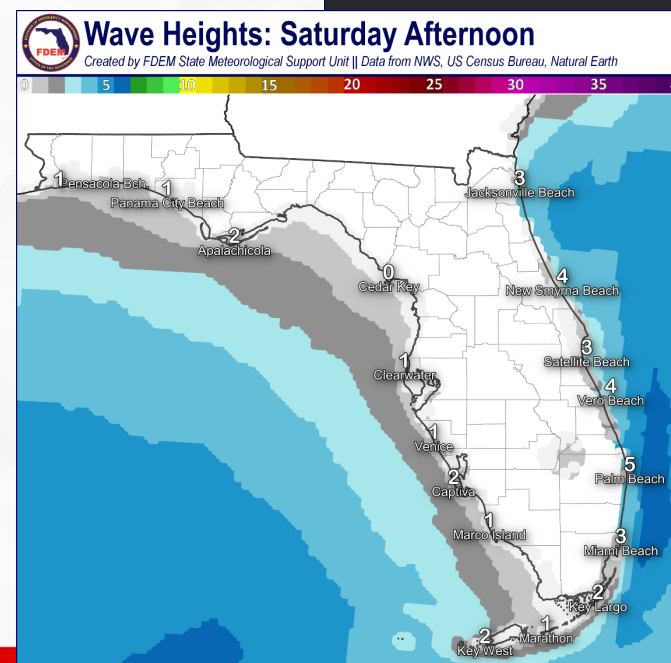 Wave Heights: Saturday Afternoon
FDEM
Created by FDEM State Meteorological Support Unit || Data from NWS, US Census Bureau, Natural Earth
0 5 10 15 20 25 30 35
1
Pensacola Bch.
1
Panama City Beach
2
Apalachicola
3
Jacksonville Beach
0
Cedar Key
4
New Smyrna Beach
3
Satellite Beach
1
Clearwater
4
Vero Beach
1
Venice
5
Palm Beach
2
Captiva
1
Marco Island
3
Miami Beach
2
Key Largo
1
Marathon
2
Key West